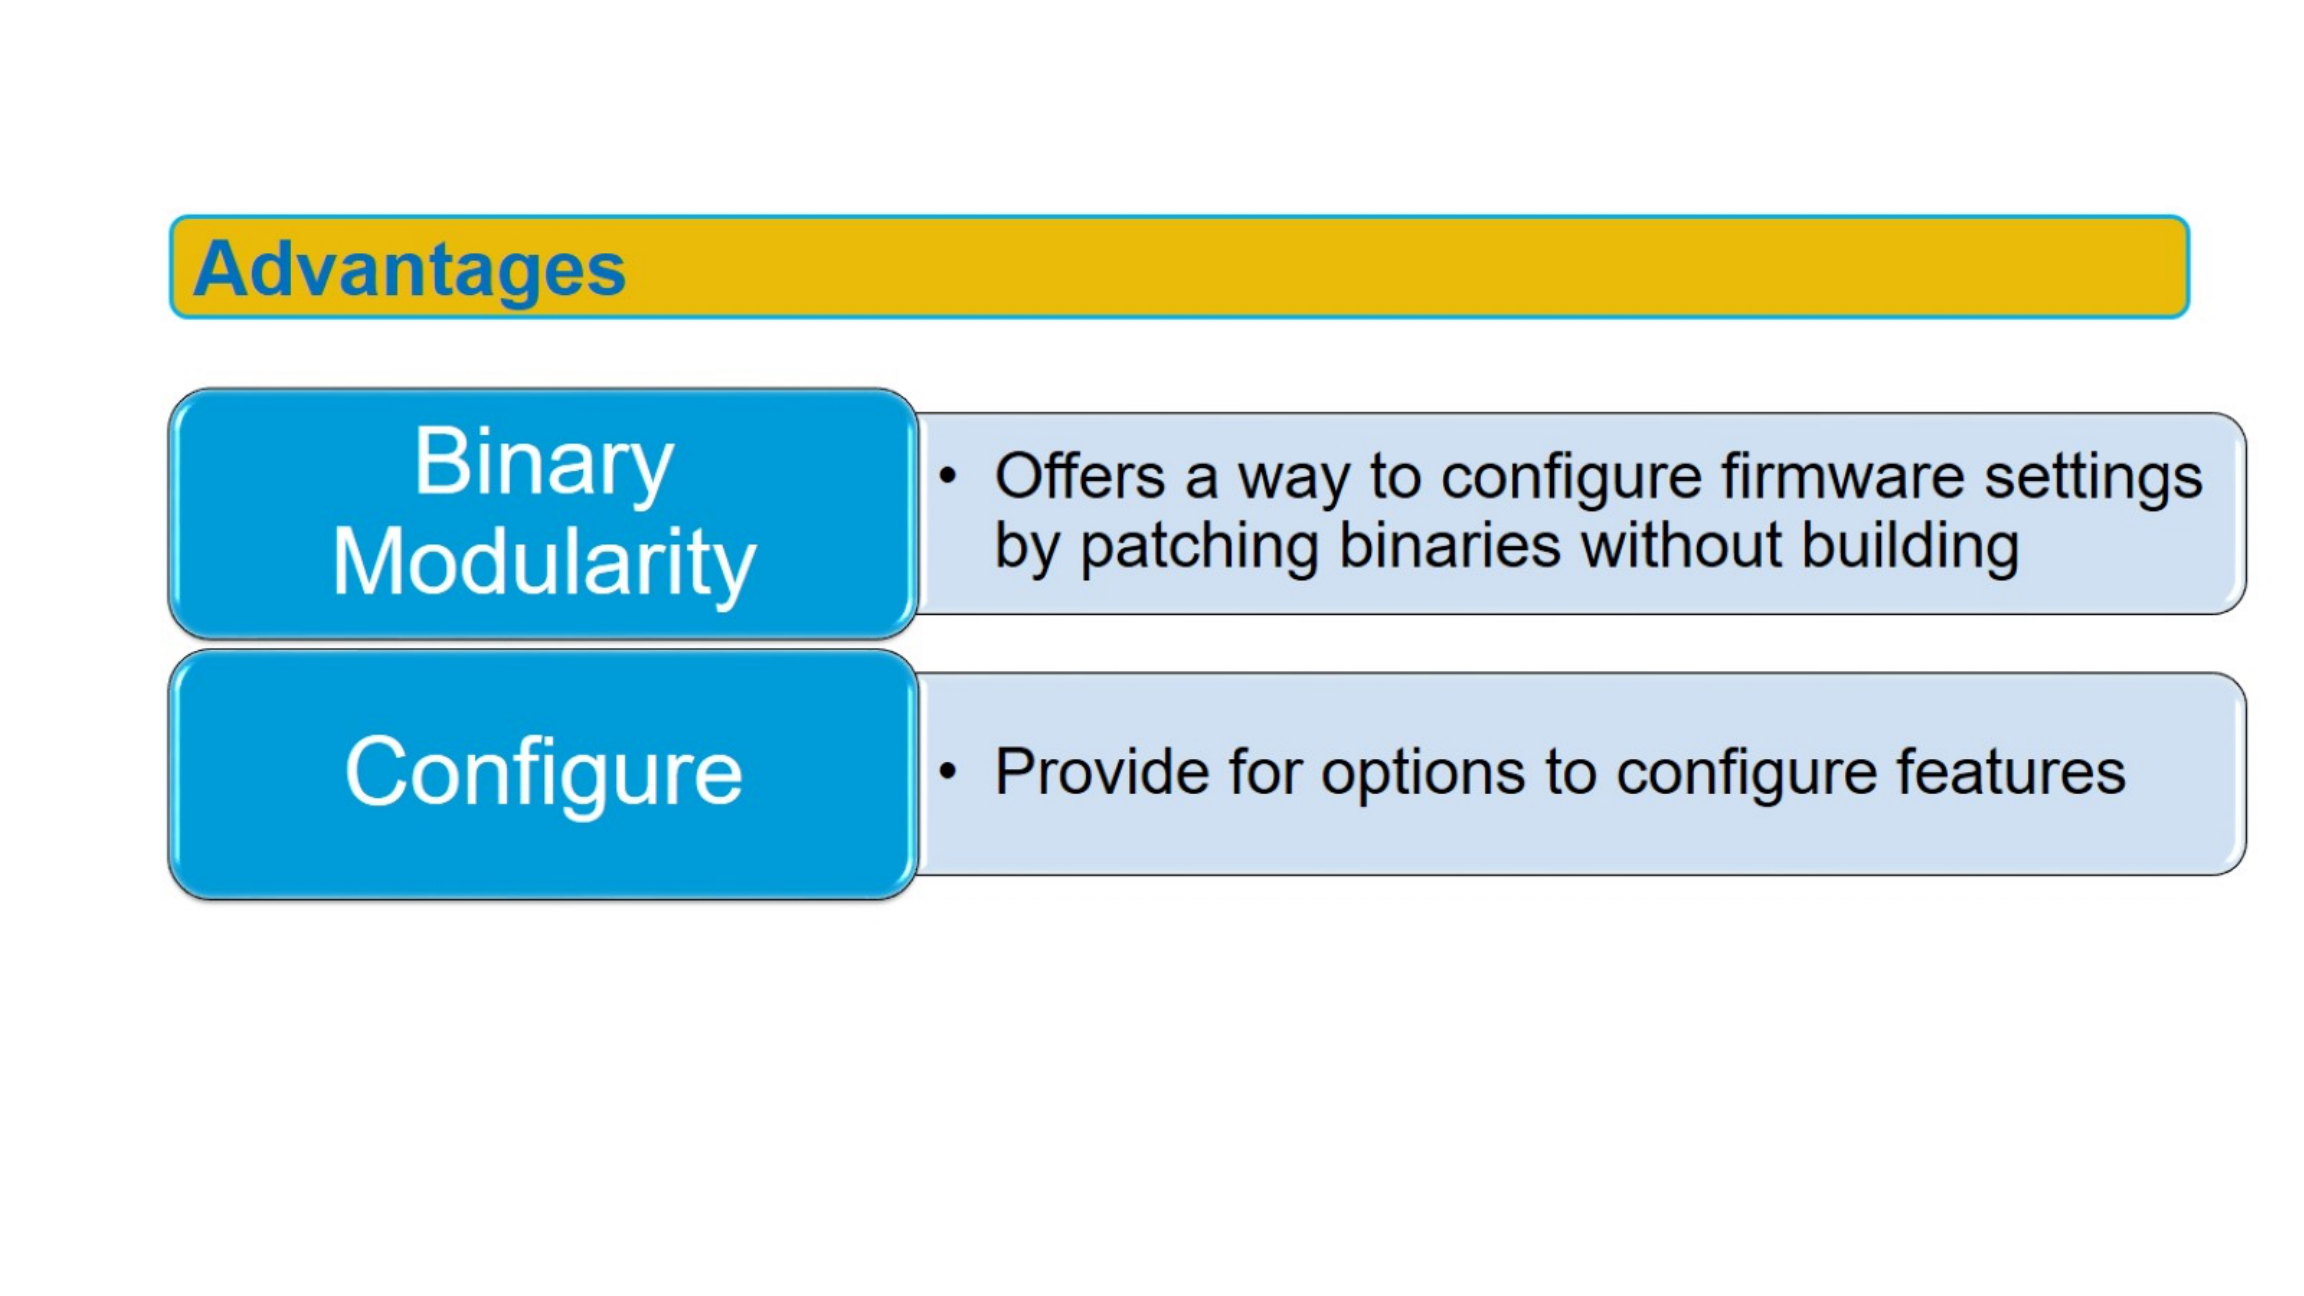 Advantages
Binary
Modularity
• Offers a way to configure firmware settings
by patching binaries without building
Configure
• Provide for options to configure features